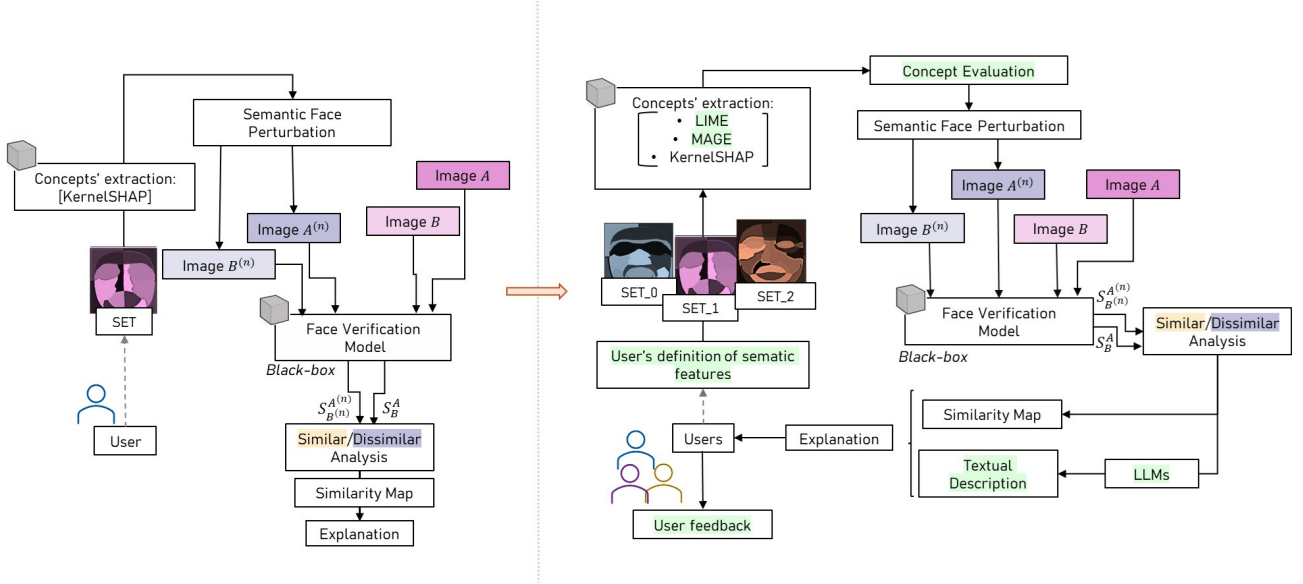 Semantic Face
Perturbation
Concepts' extraction:
[KernelSHAP]
Image A
Image B
Image A⁽ⁿ⁾
Image B⁽ⁿ⁾
SET
Face Verification
Model
Black-box
User
S_{B⁽ⁿ⁾}^{A⁽ⁿ⁾}
S_B^A
Similar/Dissimilar
Analysis
Similarity Map
Explanation
Concept Evaluation
Concepts' extraction:
• LIME
• MAGE
• KernelSHAP
Semantic Face Perturbation
Image A⁽ⁿ⁾
Image A
Image B⁽ⁿ⁾
Image B
SET_0
SET_1
SET_2
Face Verification
Model
Black-box
S_{B⁽ⁿ⁾}^{A⁽ⁿ⁾}
S_B^A
Similar/Dissimilar
Analysis
User's definition of sematic
features
Similarity Map
Users
Explanation
Textual
Description
LLMs
User feedback